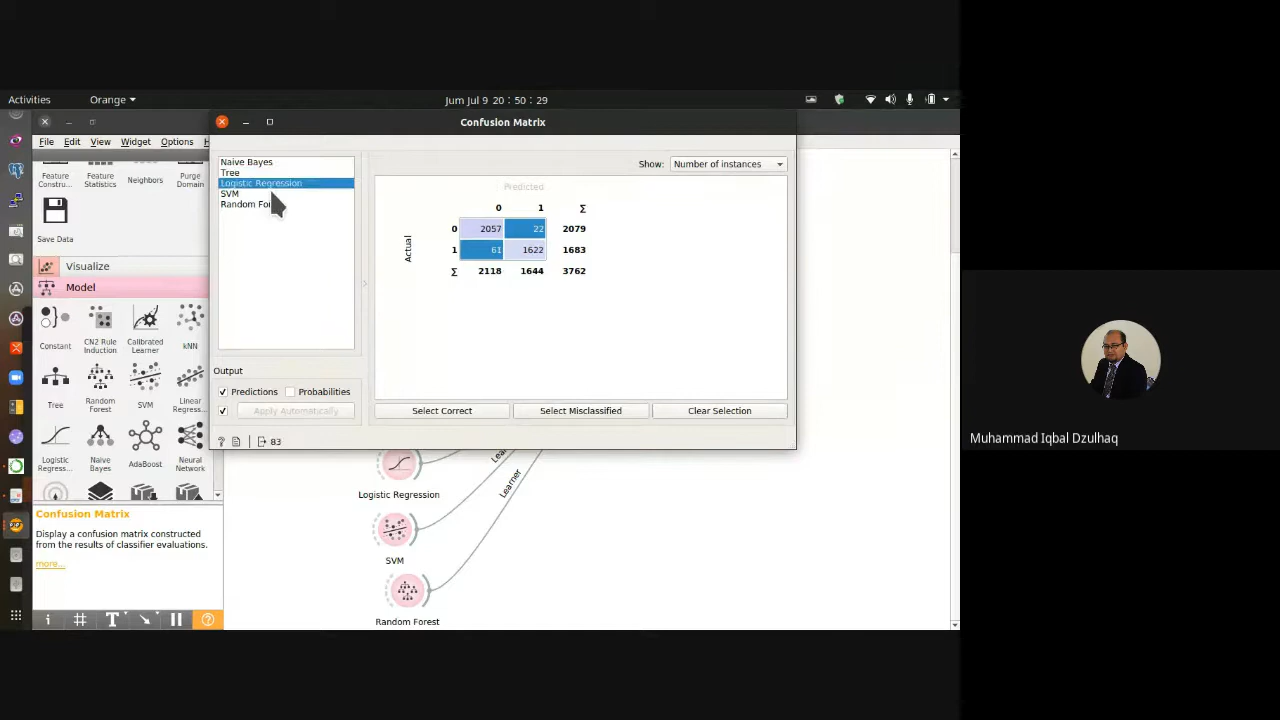 Activities
Orange
Jum Jul 9 20:50:29
Confusion Matrix
File Edit View Widget Options H
Feature Constru...
Feature Statistics
Neighbors
Purge Domain
Save Data
Visualize
Model
Constant
CN2 Rule Induction
Calibrated Learner
kNN
Tree
Random Forest
SVM
Linear Regress...
Logistic Regress...
Naive Bayes
AdaBoost
Neural Network
Confusion Matrix
Display a confusion matrix constructed
from the results of classifier evaluations.
more...
Naive Bayes
Tree
Logistic Regression
SVM
Random Fo
Output
Predictions
Probabilities
Apply Automatically
83
Show: Number of instances
Predicted
0 1 Σ
Actual
0 2057 22 2079
1 61 1622 1683
Σ 2118 1644 3762
Select Correct
Select Misclassified
Clear Selection
Lea
Learner
Logistic Regression
SVM
Random Forest
Muhammad Iqbal Dzulhaq